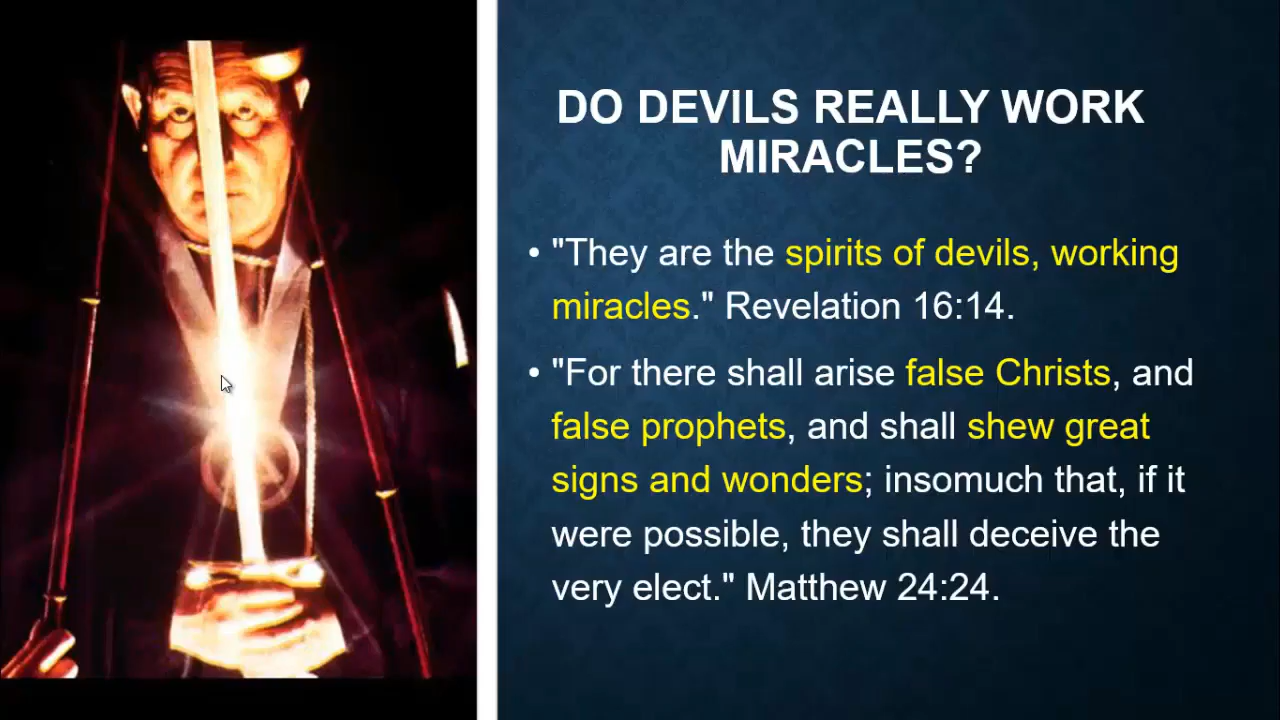 DO DEVILS REALLY WORK
MIRACLES?
• "They are the spirits of devils, working
miracles." Revelation 16:14.
• "For there shall arise false Christs, and
false prophets, and shall shew great
signs and wonders; insomuch that, if it
were possible, they shall deceive the
very elect." Matthew 24:24.